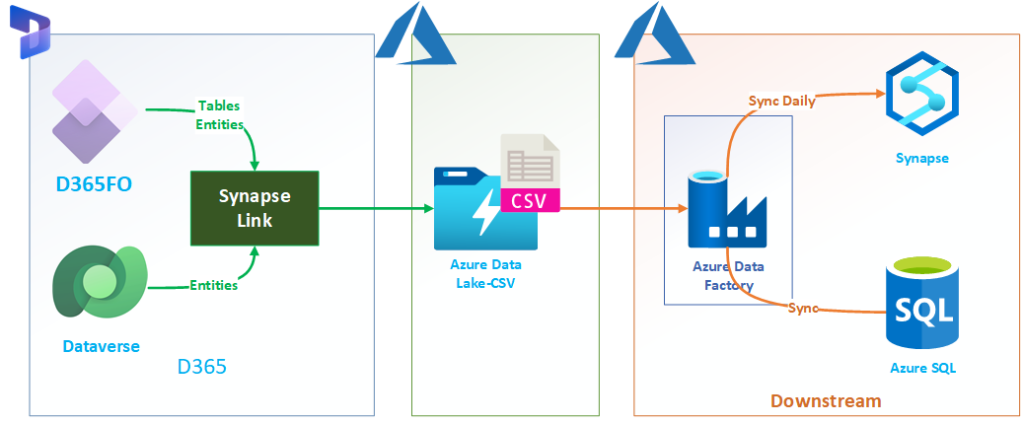 Tables
Entities
D365FO
Synapse
Link
Entities
Dataverse
D365
CSV
Azure Data
Lake-CSV
Sync Daily
Synapse
Azure Data
Factory
Sync
SQL
Azure SQL
Downstream